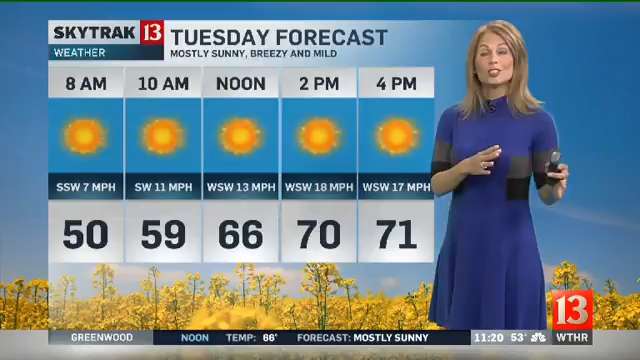 SKYTRAK 13
WEATHER
TUESDAY FORECAST
MOSTLY SUNNY, BREEZY AND MILD
8 AM 10 AM NOON 2 PM 4 PM
SSW 7 MPH SW 11 MPH WSW 13 MPH WSW 18 MPH WSW 17 MPH
50 59 66 70 71
13
GREENWOOD NOON TEMP: 66° FORECAST: MOSTLY SUNNY 11:20 53° WTHR